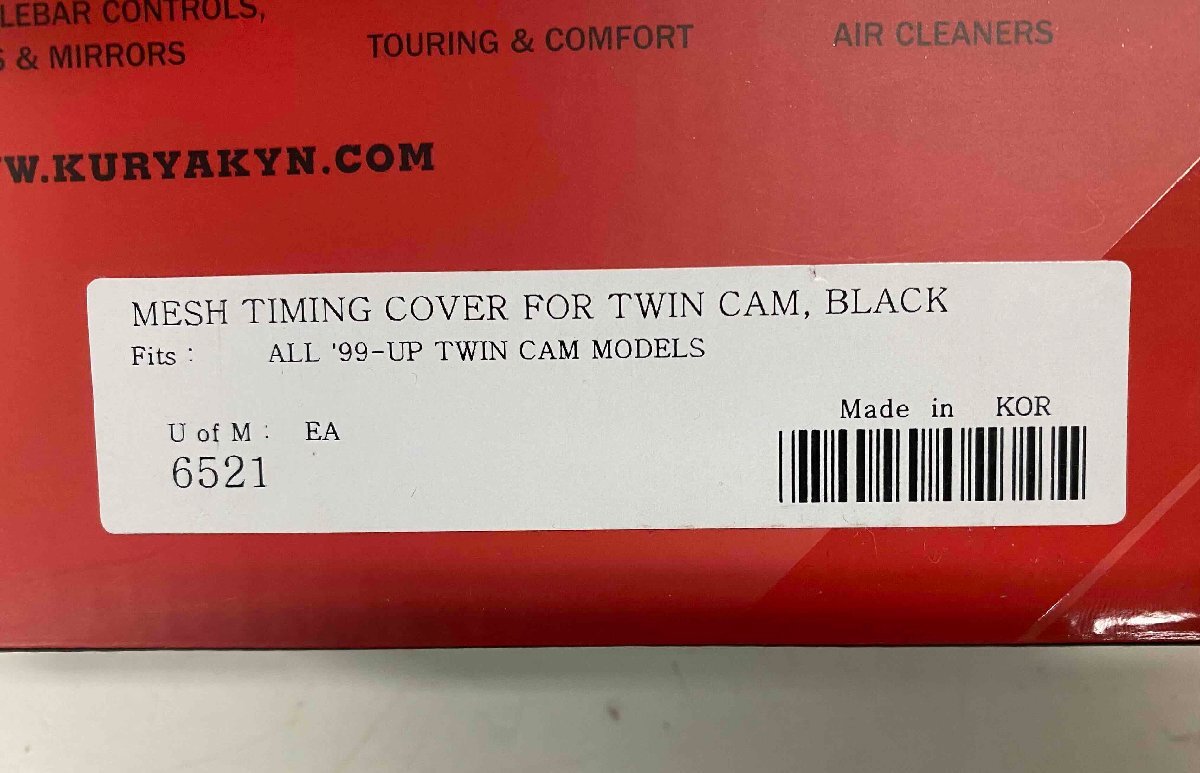 CONTROLS,
& MIRRORS
TOURING & COMFORT
AIR CLEANERS
W.KURYAKYN.COM
MESH TIMING COVER FOR TWIN CAM, BLACK
Fits : ALL '99-UP TWIN CAM MODELS
U of M : EA
6521
Made in KOR